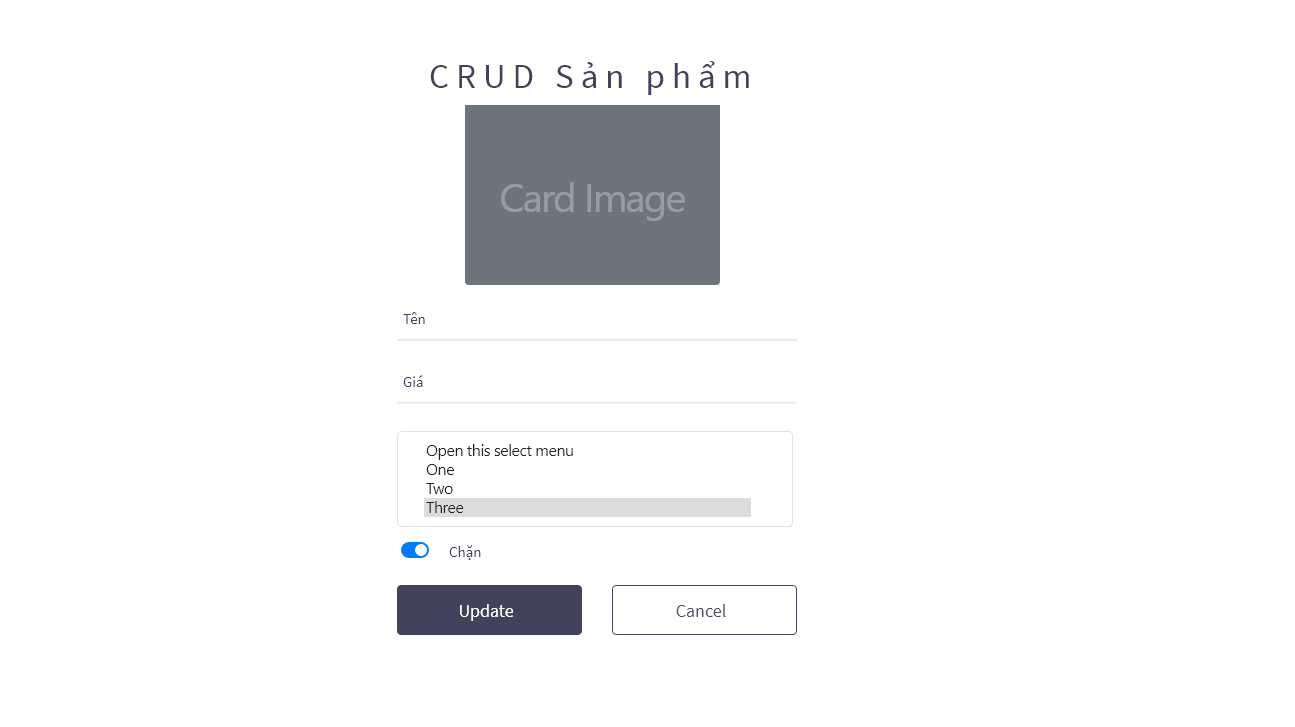 CRUD Sản phẩm
Card Image
Tên
Giá
Open this select menu
One
Two
Three
Chặn
Update Cancel